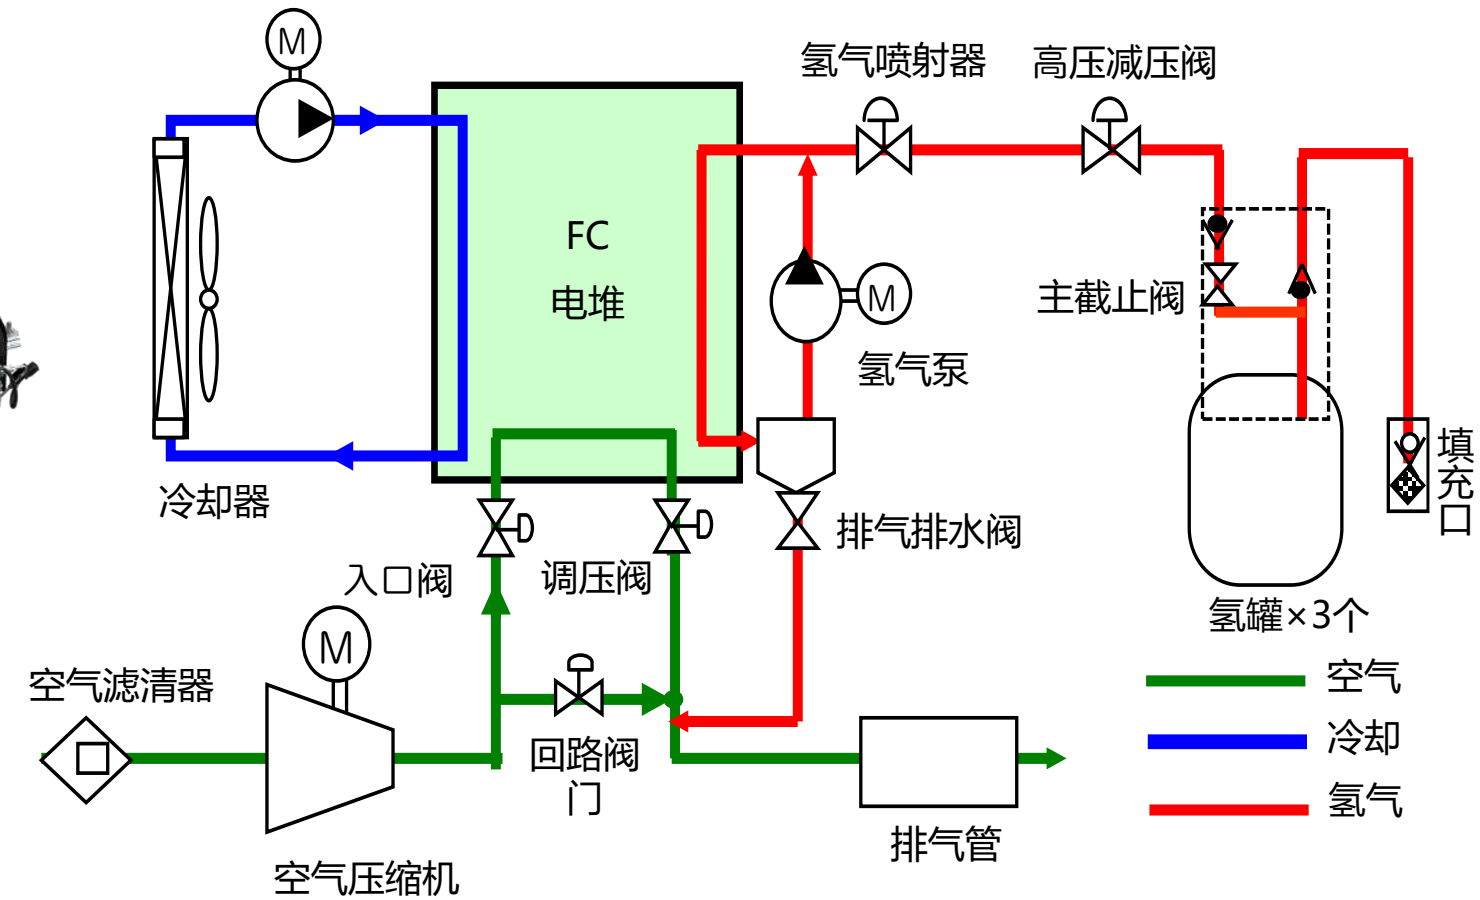 M
氢气喷射器
高压减压阀
FC
电堆
主截止阀
M
氢气泵
冷却器
填充口
排气排水阀
入口阀
调压阀
氢罐×3个
M
空气滤清器
空气
回路阀
门
冷却
氢气
排气管
空气压缩机